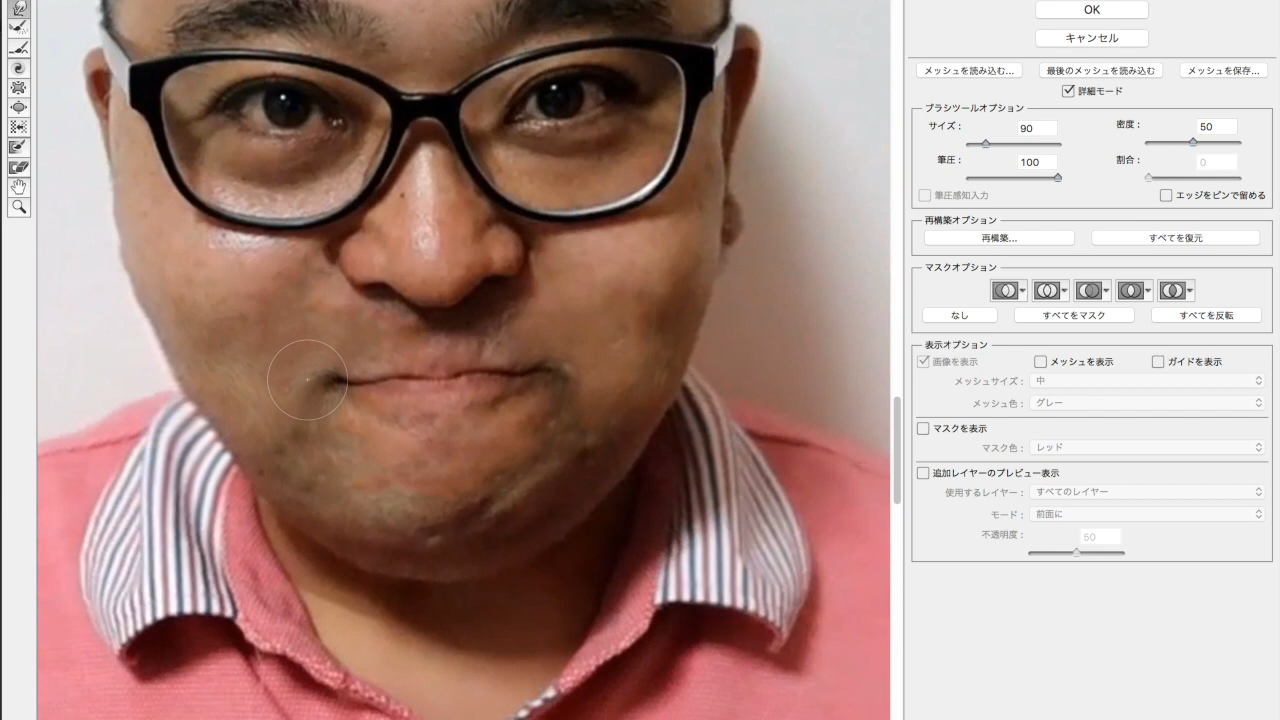 OK
キャンセル
メッシュを読み込む... 最後のメッシュを読み込む メッシュを保存...
詳細モード
ブラシツールオプション
サイズ： 90 密度： 50
筆圧： 100 割合： 0
筆圧感知入力 エッジをピンで留める
再構築オプション
再構築... すべてを復元
マスクオプション
なし すべてをマスク すべてを反転
表示オプション
画像を表示 メッシュを表示 ガイドを表示
メッシュサイズ： 中
メッシュ色： グレー
マスクを表示
マスク色： レッド
追加レイヤーのプレビュー表示
使用するレイヤー： すべてのレイヤー
モード： 前面に
不透明度： 50